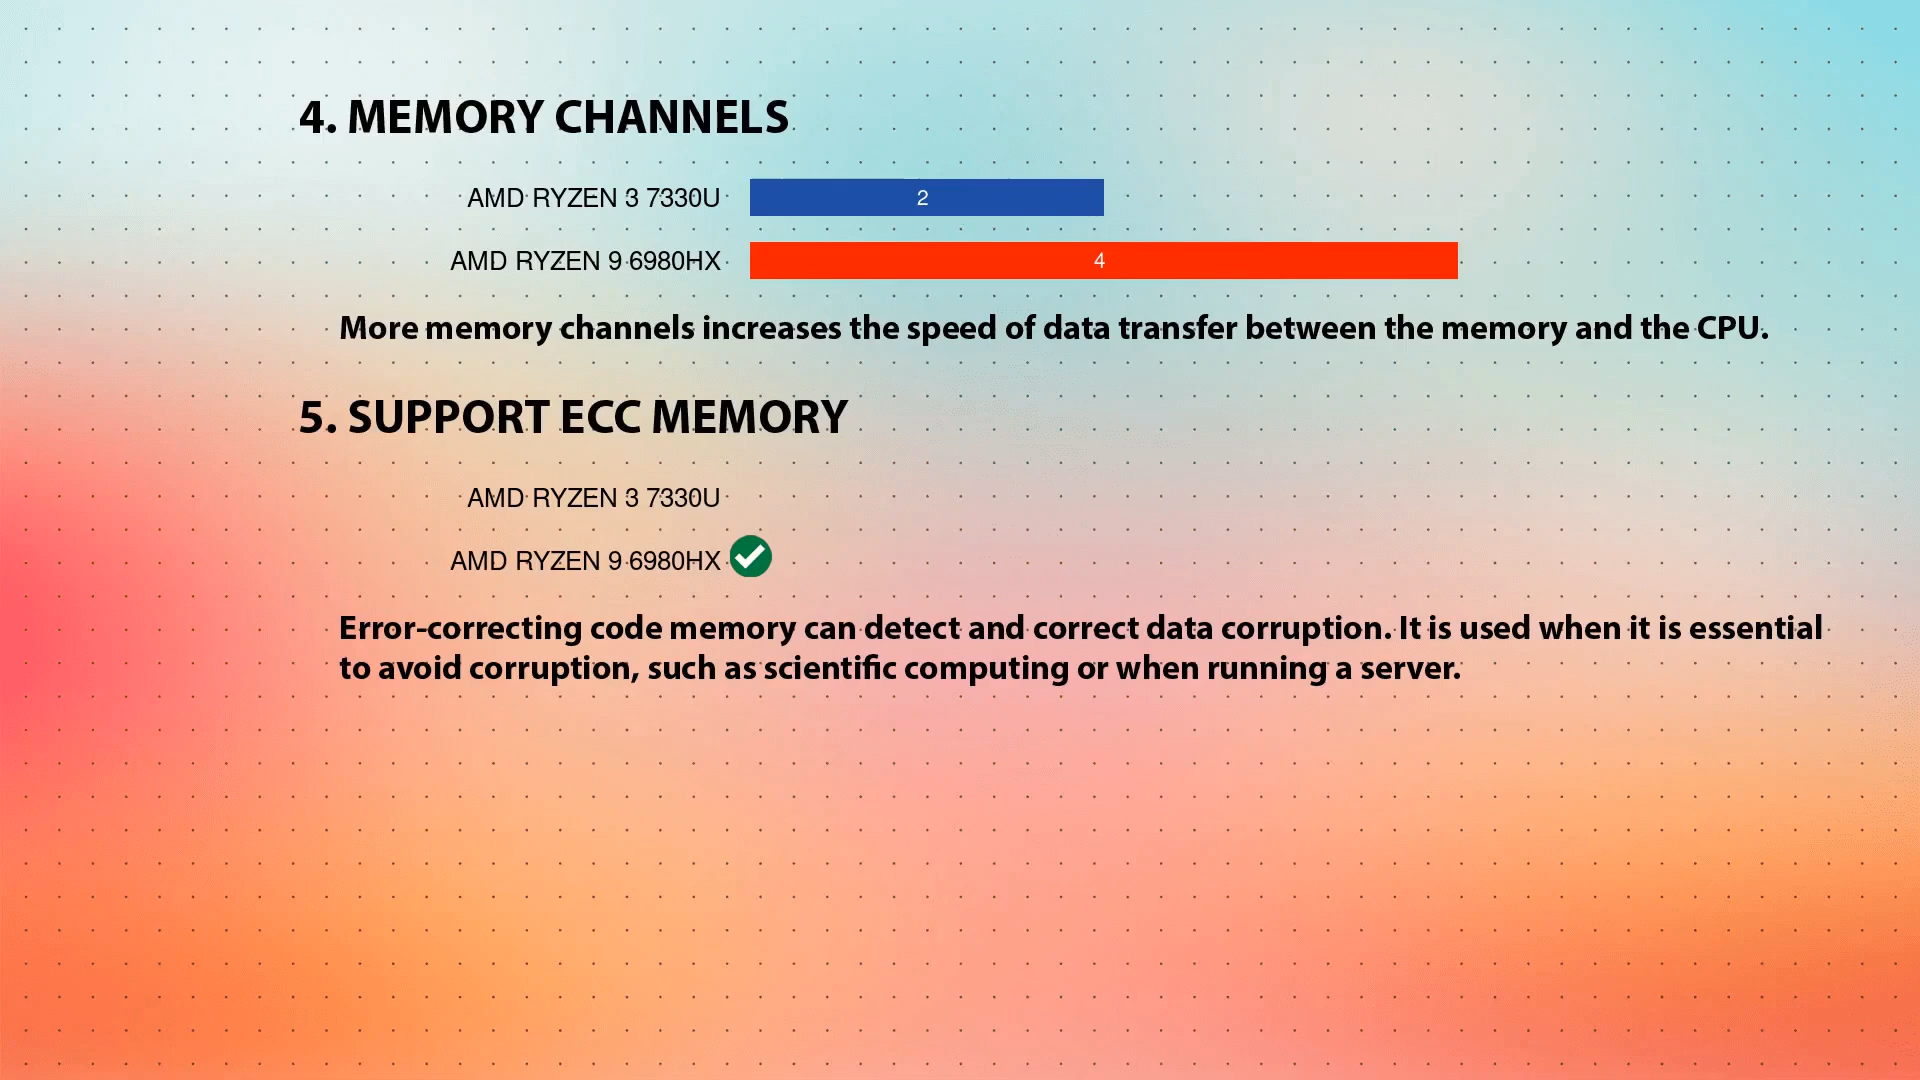 4. MEMORY CHANNELS
AMD RYZEN 3 7330U
2
AMD RYZEN 9 6980HX
4
More memory channels increases the speed of data transfer between the memory and the CPU.
5. SUPPORT ECC MEMORY
AMD RYZEN 3 7330U
AMD RYZEN 9 6980HX
Error-correcting code memory can detect and correct data corruption. It is used when it is essential
to avoid corruption, such as scientific computing or when running a server.